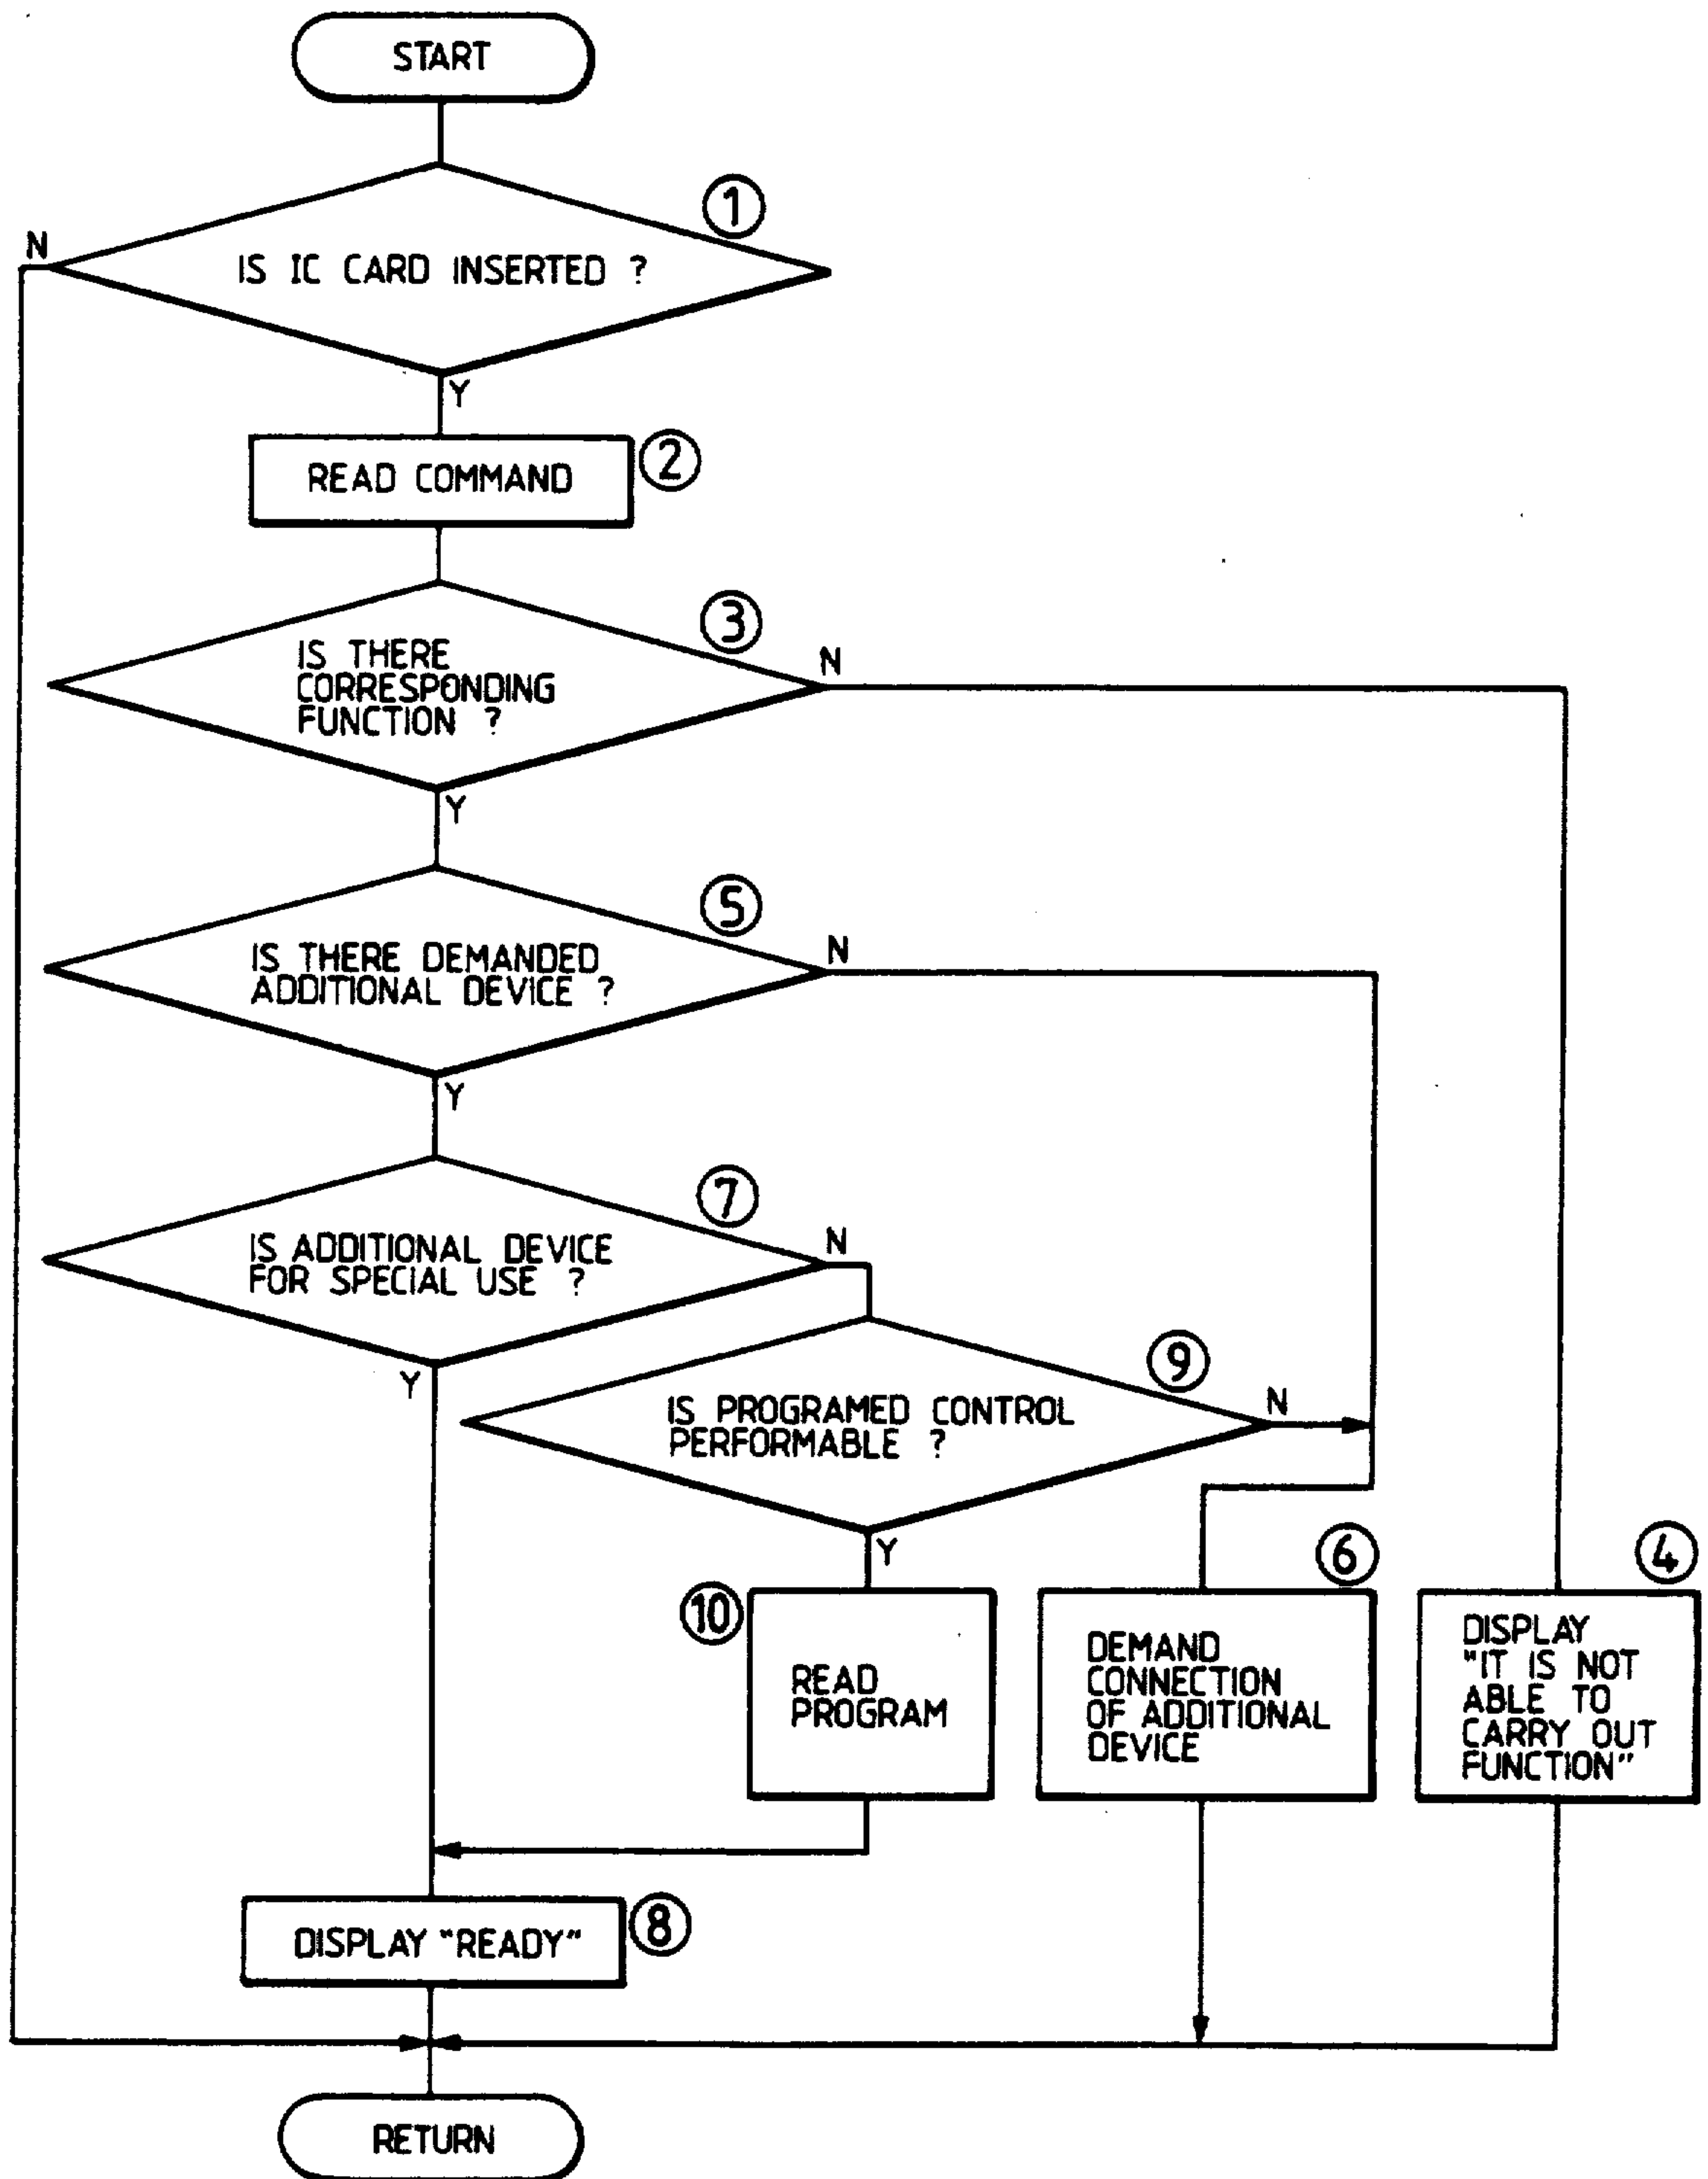 START
①
N
IS IC CARD INSERTED ?
Y
②
READ COMMAND
③
N
IS THERE
CORRESPONDING
FUNCTION ?
Y
⑤
N
IS THERE DEMANDED
ADDITIONAL DEVICE ?
Y
⑦
N
IS ADDITIONAL DEVICE
FOR SPECIAL USE ?
Y
⑨
N
IS PROGRAMED CONTROL
PERFORMABLE ?
Y
⑩
READ
PROGRAM
⑥
DEMAND
CONNECTION
OF ADDITIONAL
DEVICE
④
DISPLAY
"IT IS NOT
ABLE TO
CARRY OUT
FUNCTION"
DISPLAY "READY"
⑧
RETURN